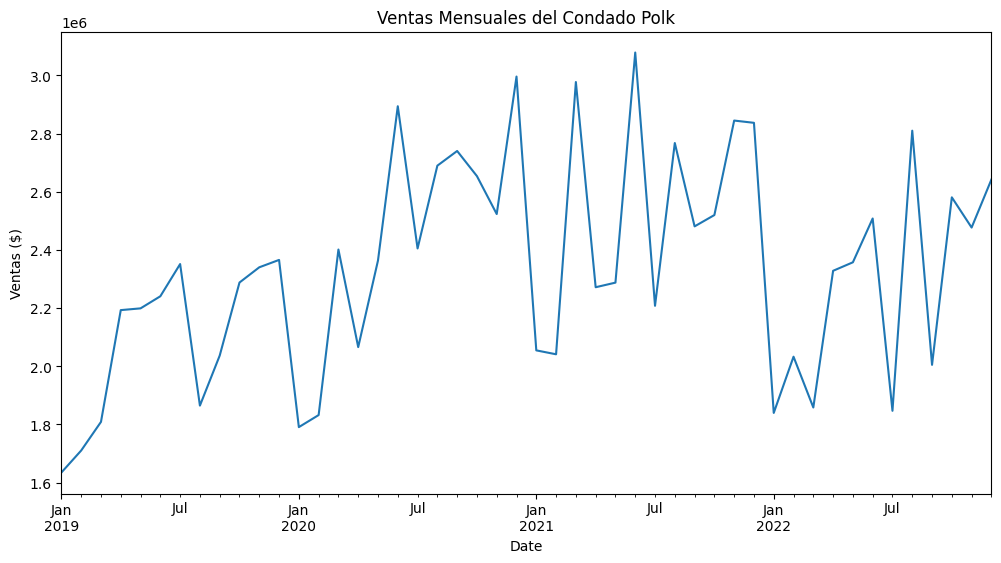 Ventas Mensuales del Condado Polk
1e6
3.0
2.8
2.6
2.4
2.2
2.0
1.8
1.6
Ventas ($)
Jan Jul Jan Jul Jan Jul Jan Jul
2019 2020 2021 2022
Date